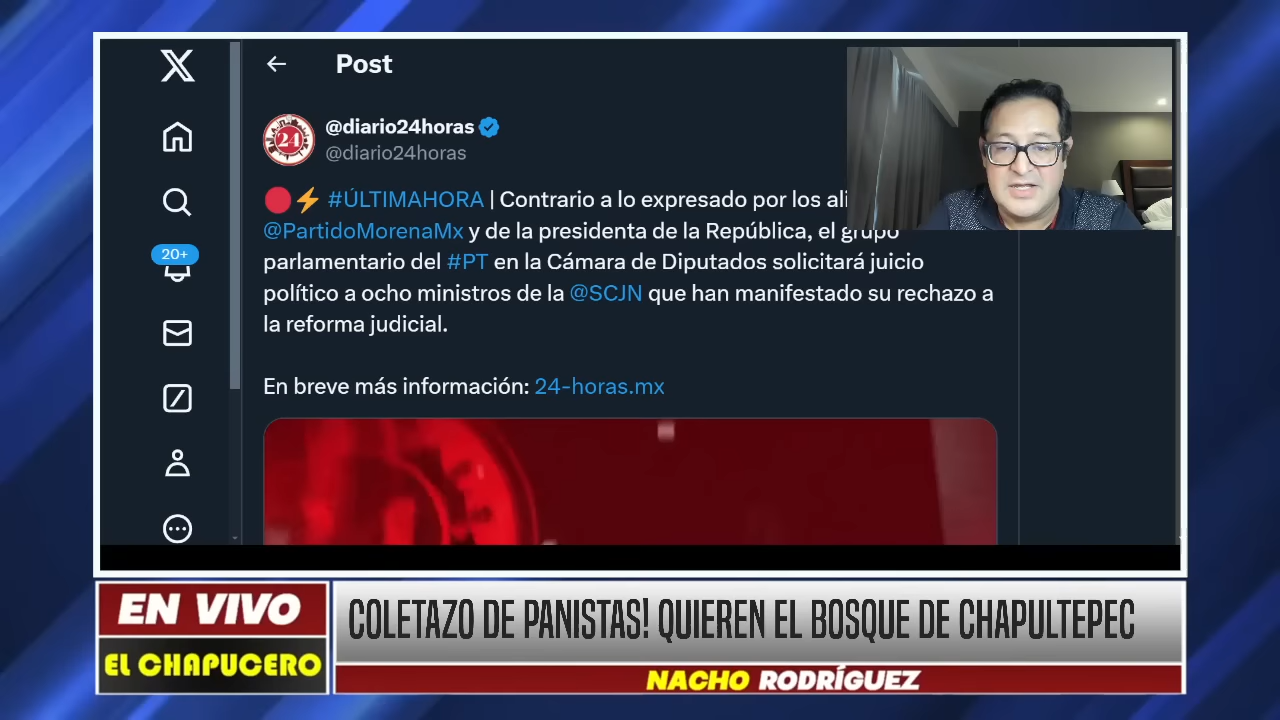 Post
@diario24horas
@diario24horas
24
#ÚLTIMAHORA | Contrario a lo expresado por los ali
@PartidoMorenaMx y de la presidenta de la República, el grupo
parlamentario del #PT en la Cámara de Diputados solicitará juicio
político a ocho ministros de la @SCJN que han manifestado su rechazo a
la reforma judicial.
En breve más información: 24-horas.mx
20+
EN VIVO
EL CHAPUCERO
COLETAZO DE PANISTAS! QUIEREN EL BOSQUE DE CHAPULTEPEC
NACHO RODRÍGUEZ